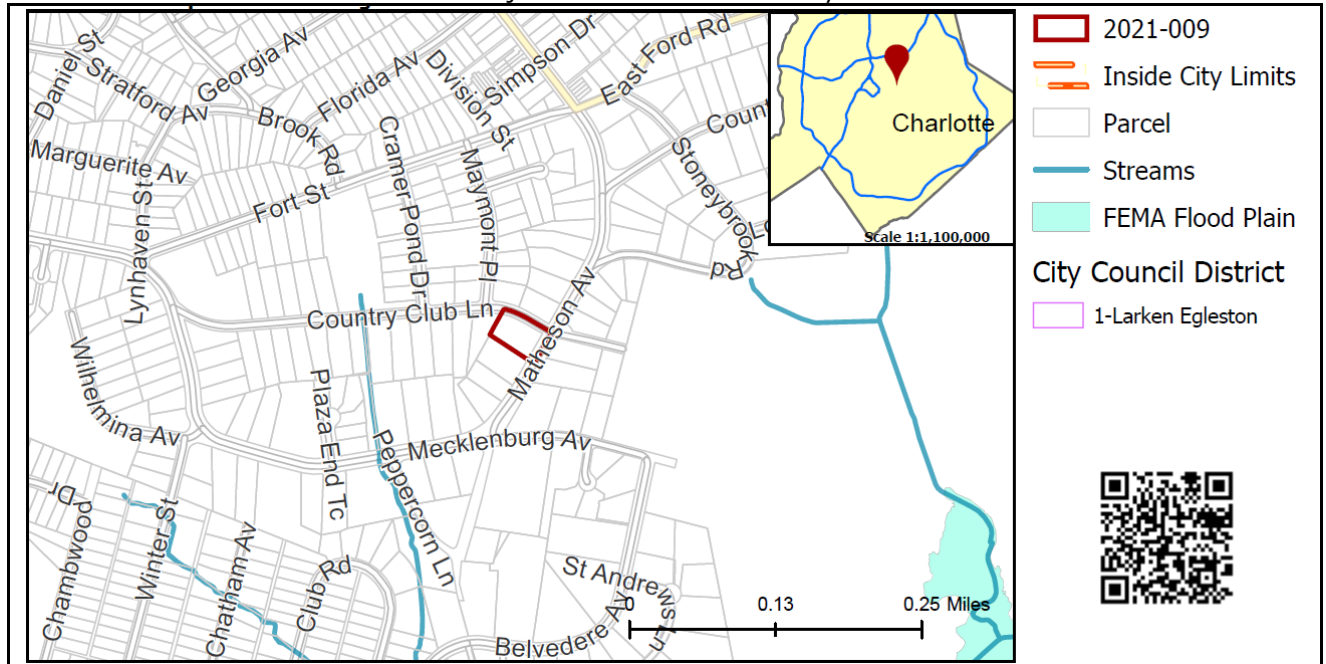 Daniel St
Stratford Av
Georgia Av
Florida Av
Division St
Simpson Dr
East Ford Rd
Brook Rd
Marguerite Av
Lynhaven St
Fort St
Cramer Pond Dr
Maymont Pl
Stoneybrook Rd
Count
Lo
Country Club Ln
Matheson Av
Wilhelmina Av
Plaza End Tc
Peppercorn Ln
Mecklenburg Av
Dr
Chambwood
Winter St
Chatham Av
Club Rd
St Andrews Ln
Belvedere Av
0 0.13 0.25 Miles
Charlotte
Scale 1:1,100,000
2021-009
Inside City Limits
Parcel
Streams
FEMA Flood Plain
City Council District
1-Larken Egleston